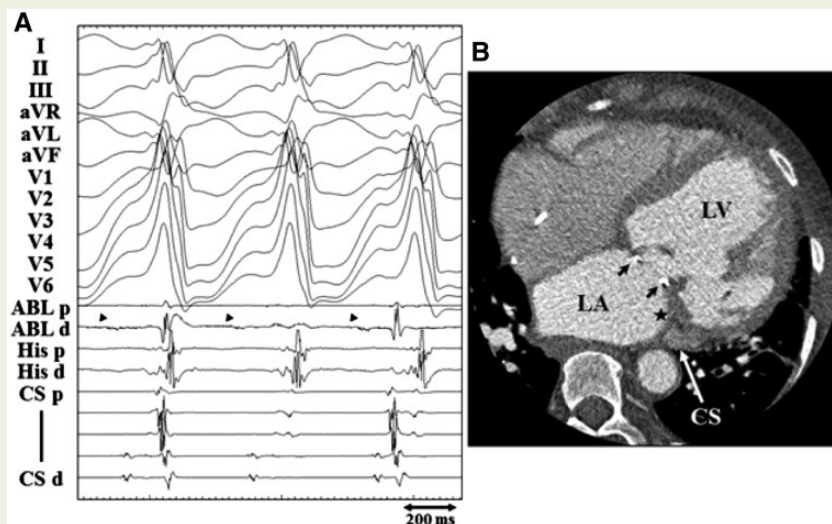 A
I
II
III
aVR
aVL
aVF
V1
V2
V3
V4
V5
V6
ABL p
ABL d
His p
His d
CS p
CS d
200 ms
B
LV
LA
CS